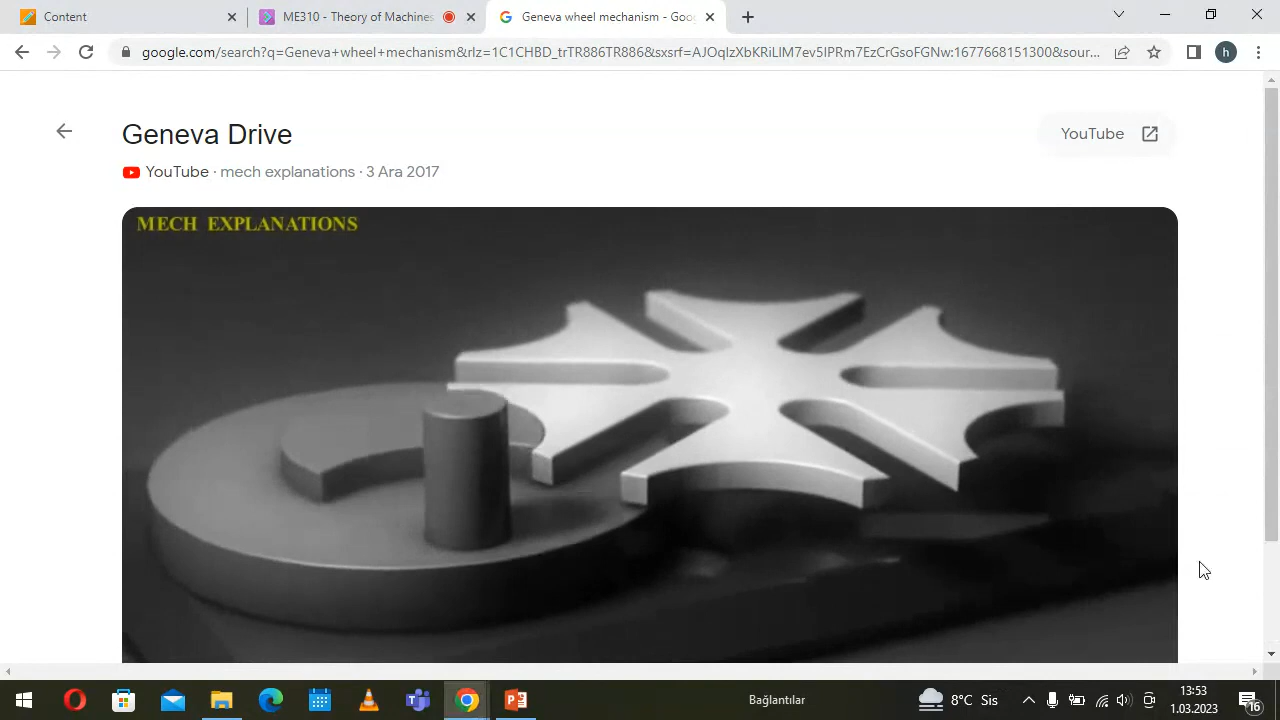 Content
ME310 - Theory of Machines
Geneva wheel mechanism - Goo
google.com/search?q=Geneva+wheel+mechanism&rlz=1C1CHBD_trTR886TR886&sxsrf=AJOqlzXbKRiLlM7ev5IPRm7EzCrGsoFGNw:1677668151300&sour...
h
Geneva Drive
YouTube
YouTube · mech explanations · 3 Ara 2017
MECH EXPLANATIONS
Bağlantılar
8°C Sis
13:53
1.03.2023
16